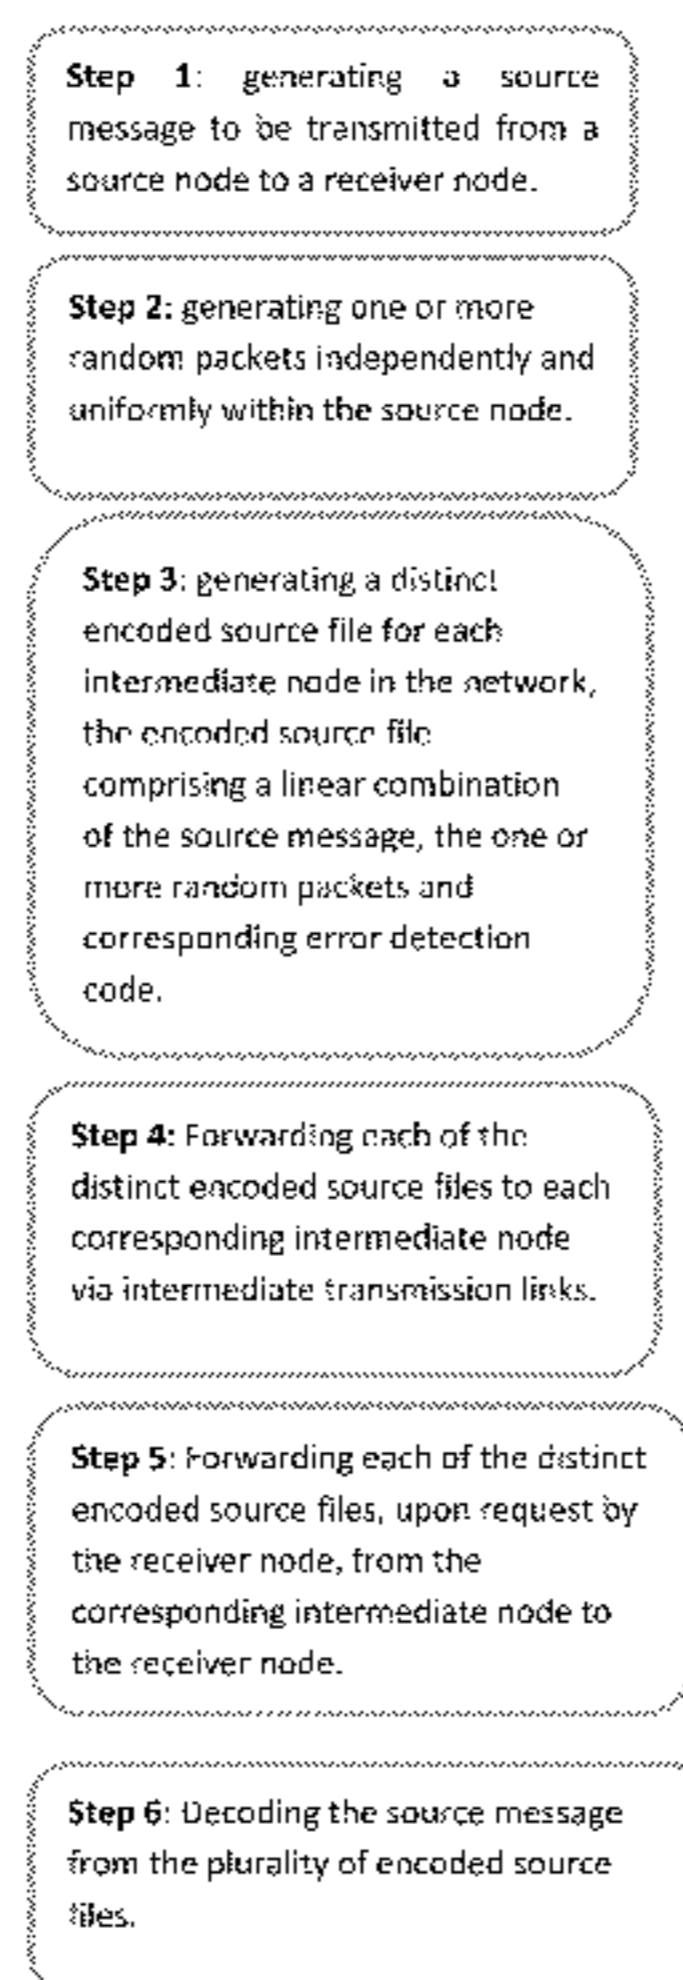 Step 1: generating a source
message to be transmitted from a
source node to a receiver node.
Step 2: generating one or more
random packets independently and
uniformly within the source node.
Step 3: generating a distinct
encoded source file for each
intermediate node in the network,
the encoded source file
comprising a linear combination
of the source message, the one or
more random packets and
corresponding error detection
code.
Step 4: Forwarding each of the
distinct encoded source files to each
corresponding intermediate node
via intermediate transmission links.
Step 5: Forwarding each of the distinct
encoded source files, upon request by
the receiver node, from the
corresponding intermediate node to
the receiver node.
Step 6: Decoding the source message
from the plurality of encoded source
files.